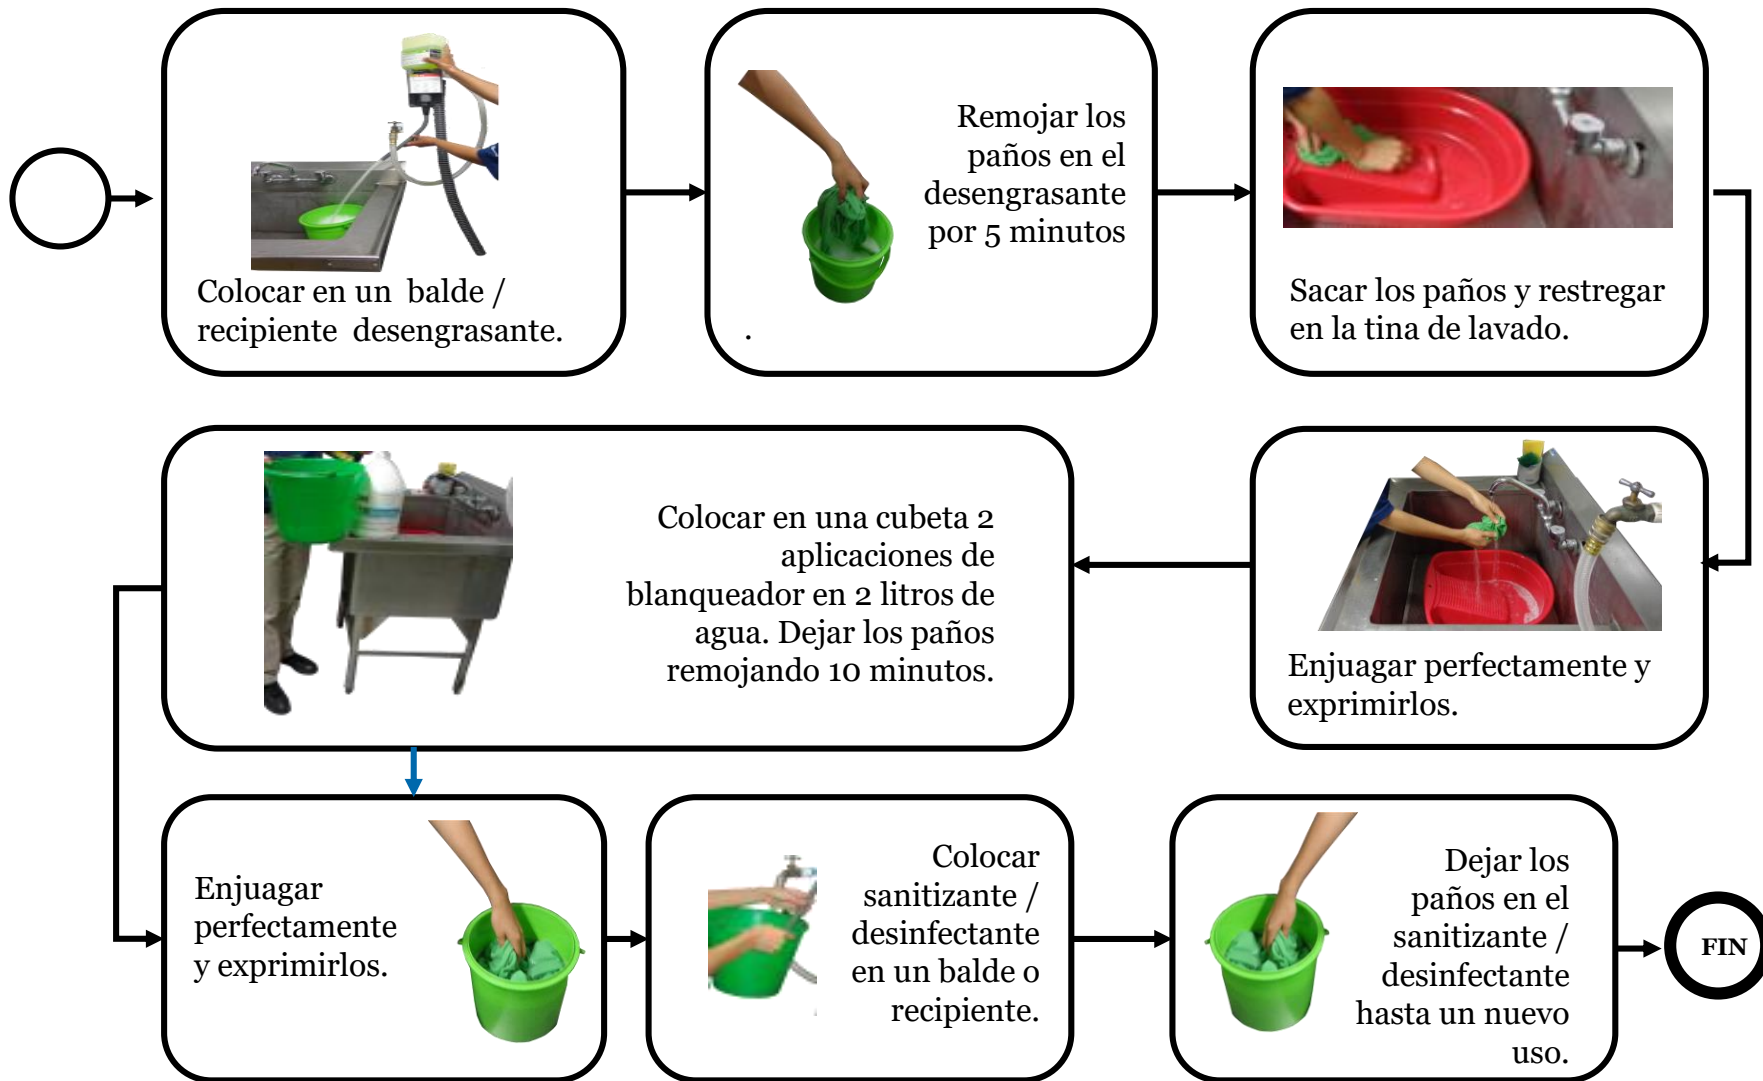 Colocar en un balde /
recipiente desengrasante.
Remojar los
paños en el
desengrasante
por 5 minutos
.
Sacar los paños y restregar
en la tina de lavado.
Enjuagar perfectamente y
exprimirlos.
Colocar en una cubeta 2
aplicaciones de
blanqueador en 2 litros de
agua. Dejar los paños
remojando 10 minutos.
Enjuagar
perfectamente
y exprimirlos.
Colocar
sanitizante /
desinfectante
en un balde o
recipiente.
Dejar los
paños en el
sanitizante /
desinfectante
hasta un nuevo
uso.
FIN